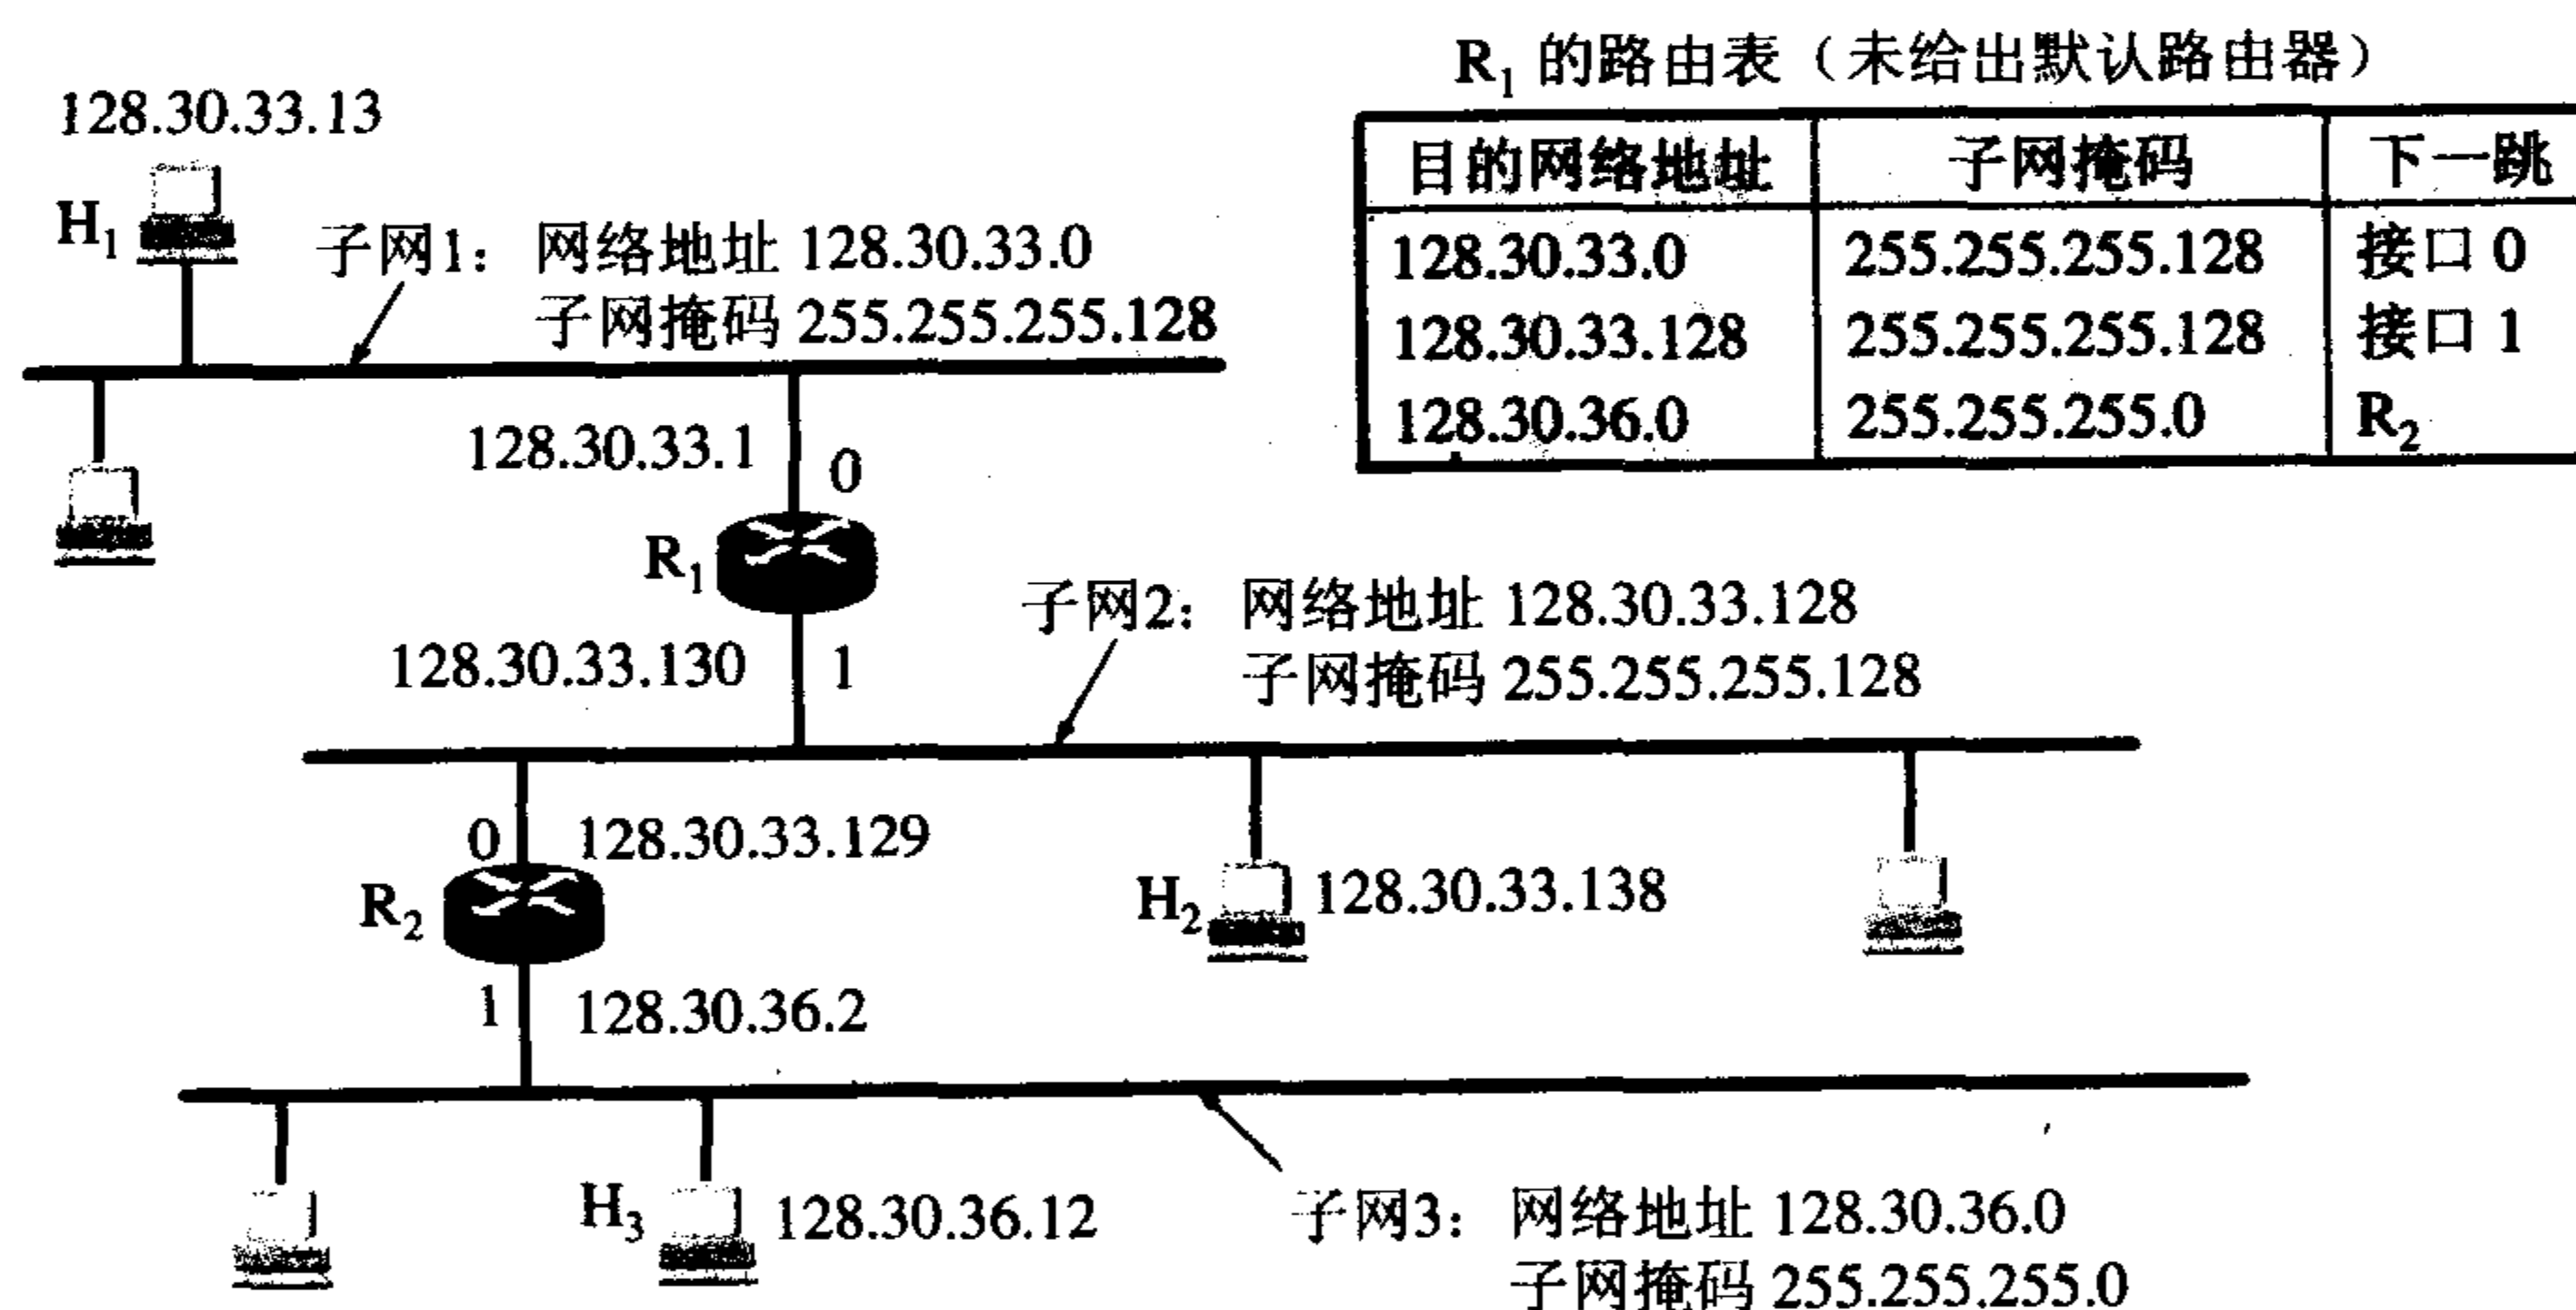 R₁ 的路由表（未给出默认路由器）
目的网络地址 子网掩码 下一跳
128.30.33.0 255.255.255.128 接口 0
128.30.33.128 255.255.255.128 接口 1
128.30.36.0 255.255.255.0 R₂
128.30.33.13
H₁
子网1： 网络地址 128.30.33.0
子网掩码 255.255.255.128
128.30.33.1
0
R₁
128.30.33.130
1
子网2： 网络地址 128.30.33.128
子网掩码 255.255.255.128
0
128.30.33.129
R₂
H₂
128.30.33.138
1
128.30.36.2
H₃
128.30.36.12
子网3： 网络地址 128.30.36.0
子网掩码 255.255.255.0